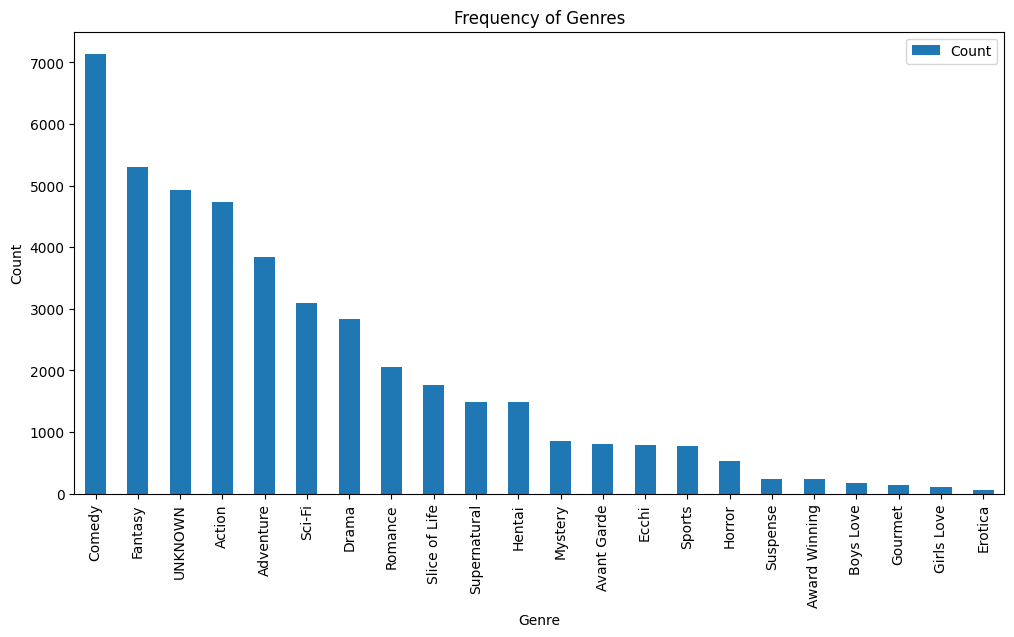 Frequency of Genres
Count
7000
6000
5000
4000
3000
2000
1000
0
Count
Comedy
Fantasy
UNKNOWN
Action
Adventure
Sci-Fi
Drama
Romance
Slice of Life
Supernatural
Hentai
Mystery
Avant Garde
Ecchi
Sports
Horror
Suspense
Award Winning
Boys Love
Gourmet
Girls Love
Erotica
Genre